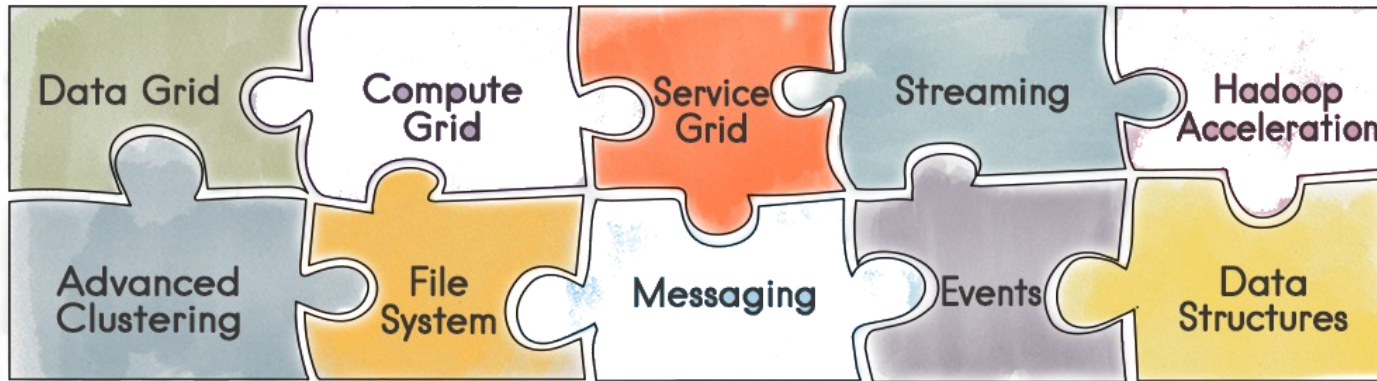 Data Grid
Compute
Grid
Service
Grid
Streaming
Hadoop
Acceleration
Advanced
Clustering
File
System
Messaging
Events
Data
Structures